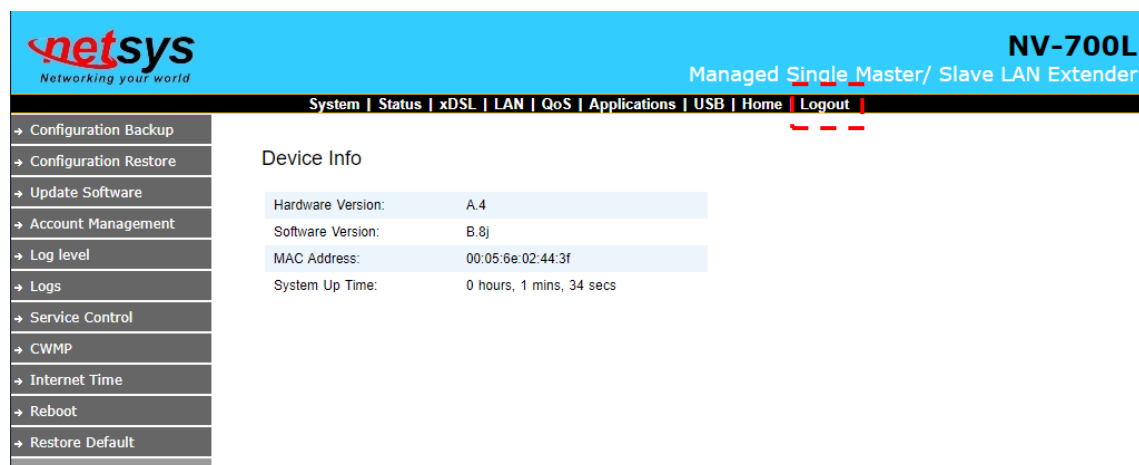 netsys
Networking your world
NV-700L
Managed Single Master/ Slave LAN Extender
System | Status | xDSL | LAN | QoS | Applications | USB | Home | Logout
→ Configuration Backup
→ Configuration Restore
→ Update Software
→ Account Management
→ Log level
→ Logs
→ Service Control
→ CWMP
→ Internet Time
→ Reboot
→ Restore Default
Device Info
Hardware Version: A.4
Software Version: B.8j
MAC Address: 00:05:6e:02:44:3f
System Up Time: 0 hours, 1 mins, 34 secs